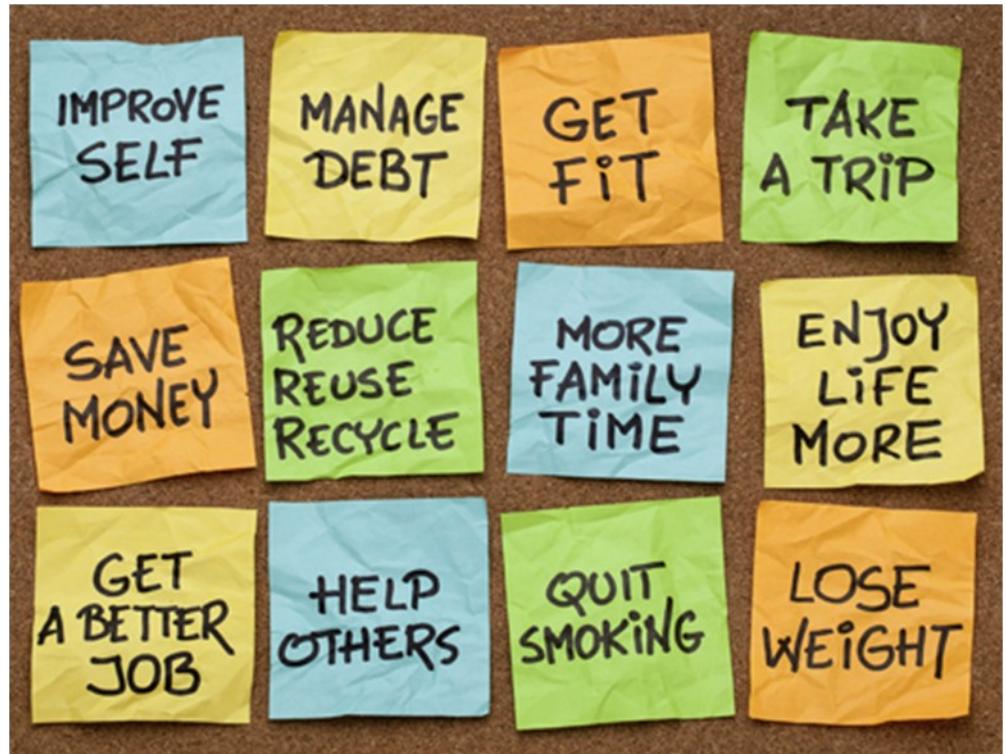 IMPROVE
SELF
MANAGE
DEBT
GET
FiT
TAKE
A TRiP
SAVE
MONEY
REDUCE
REUSE
RECYCLE
MORE
FAMiLY
TiME
ENJOY
LiFE
MORE
GET
A BETTER
JOB
HELP
OTHERS
QUIT
SMOKiNG
LOSE
WEiGHT